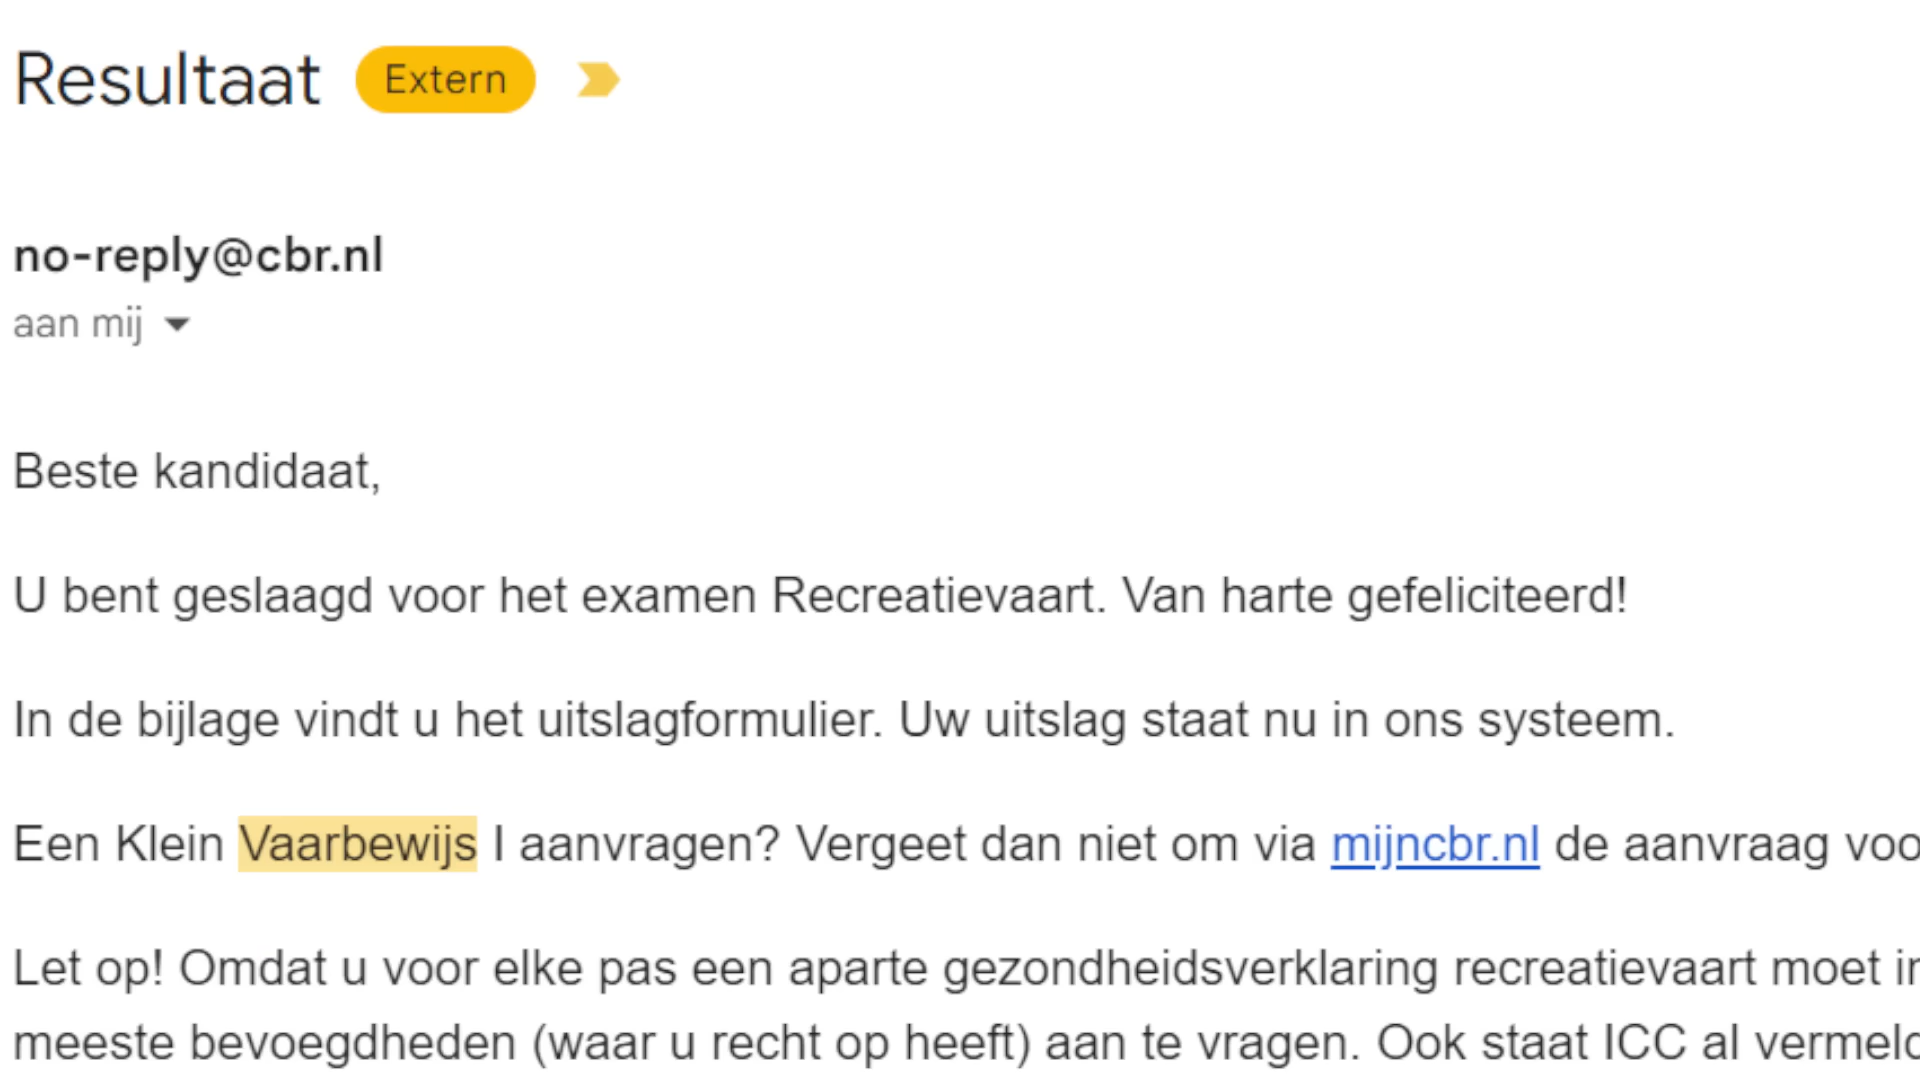 Resultaat Extern
no-reply@cbr.nl
aan mij
Beste kandidaat,
U bent geslaagd voor het examen Recreatievaart. Van harte gefeliciteerd!
In de bijlage vindt u het uitslagformulier. Uw uitslag staat nu in ons systeem.
Een Klein Vaarbewijs I aanvragen? Vergeet dan niet om via mijncbr.nl de aanvraag
Let op! Omdat u voor elke pas een aparte gezondheidsverklaring recreatievaart moet
meeste bevoegdheden (waar u recht op heeft) aan te vragen. Ook staat ICC al